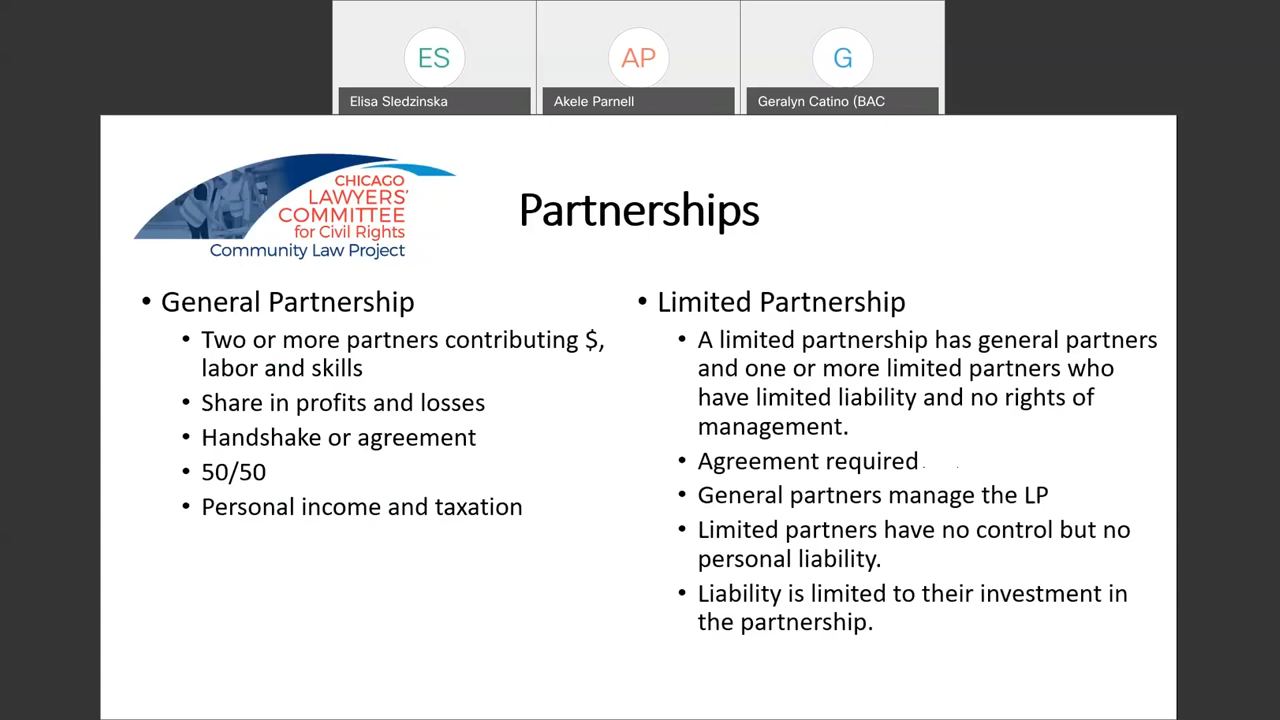 ES
AP
G
Elisa Sledzinska
Akele Parnell
Geralyn Catino (BAC
CHICAGO
LAWYERS'
COMMITTEE
for Civil Rights
Community Law Project
Partnerships
• General Partnership
• Two or more partners contributing $,
labor and skills
• Share in profits and losses
• Handshake or agreement
• 50/50
• Personal income and taxation
• Limited Partnership
• A limited partnership has general partners
and one or more limited partners who
have limited liability and no rights of
management.
• Agreement required
• General partners manage the LP
• Limited partners have no control but no
personal liability.
• Liability is limited to their investment in
the partnership.